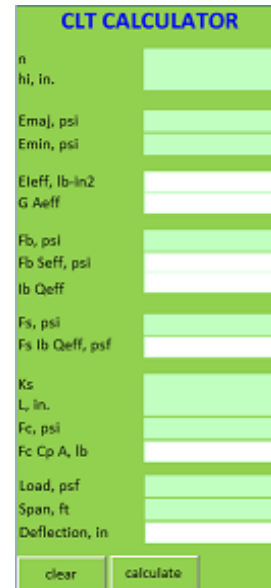 CLT CALCULATOR
n
hi, in.
Emaj, psi
Emin, psi
EIeff, lb-in2
G Aeff
Fb, psi
Fb Seff, psi
Ib Qeff
Fs, psi
Fs Ib Qeff, psf
Ks
L, in.
Fc, psi
Fc Cp A, lb
Load, psf
Span, ft
Deflection, in
clear calculate